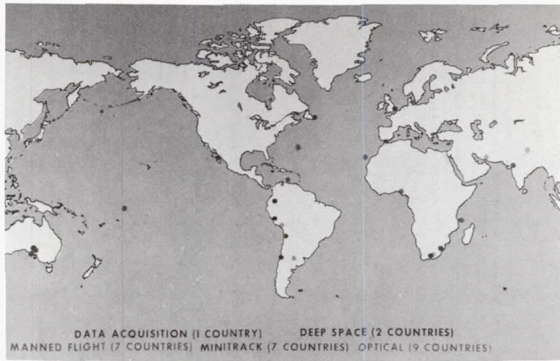 DATA ACQUISITION (1 COUNTRY) DEEP SPACE (2 COUNTRIES)
MANNED FLIGHT (7 COUNTRIES) MINITRACK (7 COUNTRIES) OPTICAL (9 COUNTRIES)